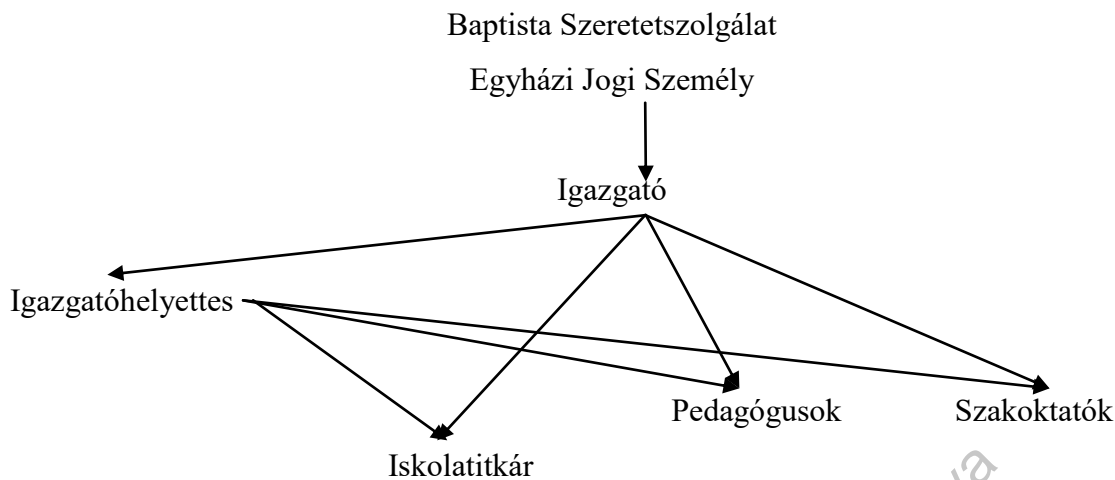 Baptista Szeretetszolgálat
Egyházi Jogi Személy
Igazgató
Igazgatóhelyettes
Pedagógusok
Szakoktatók
Iskolatitkár